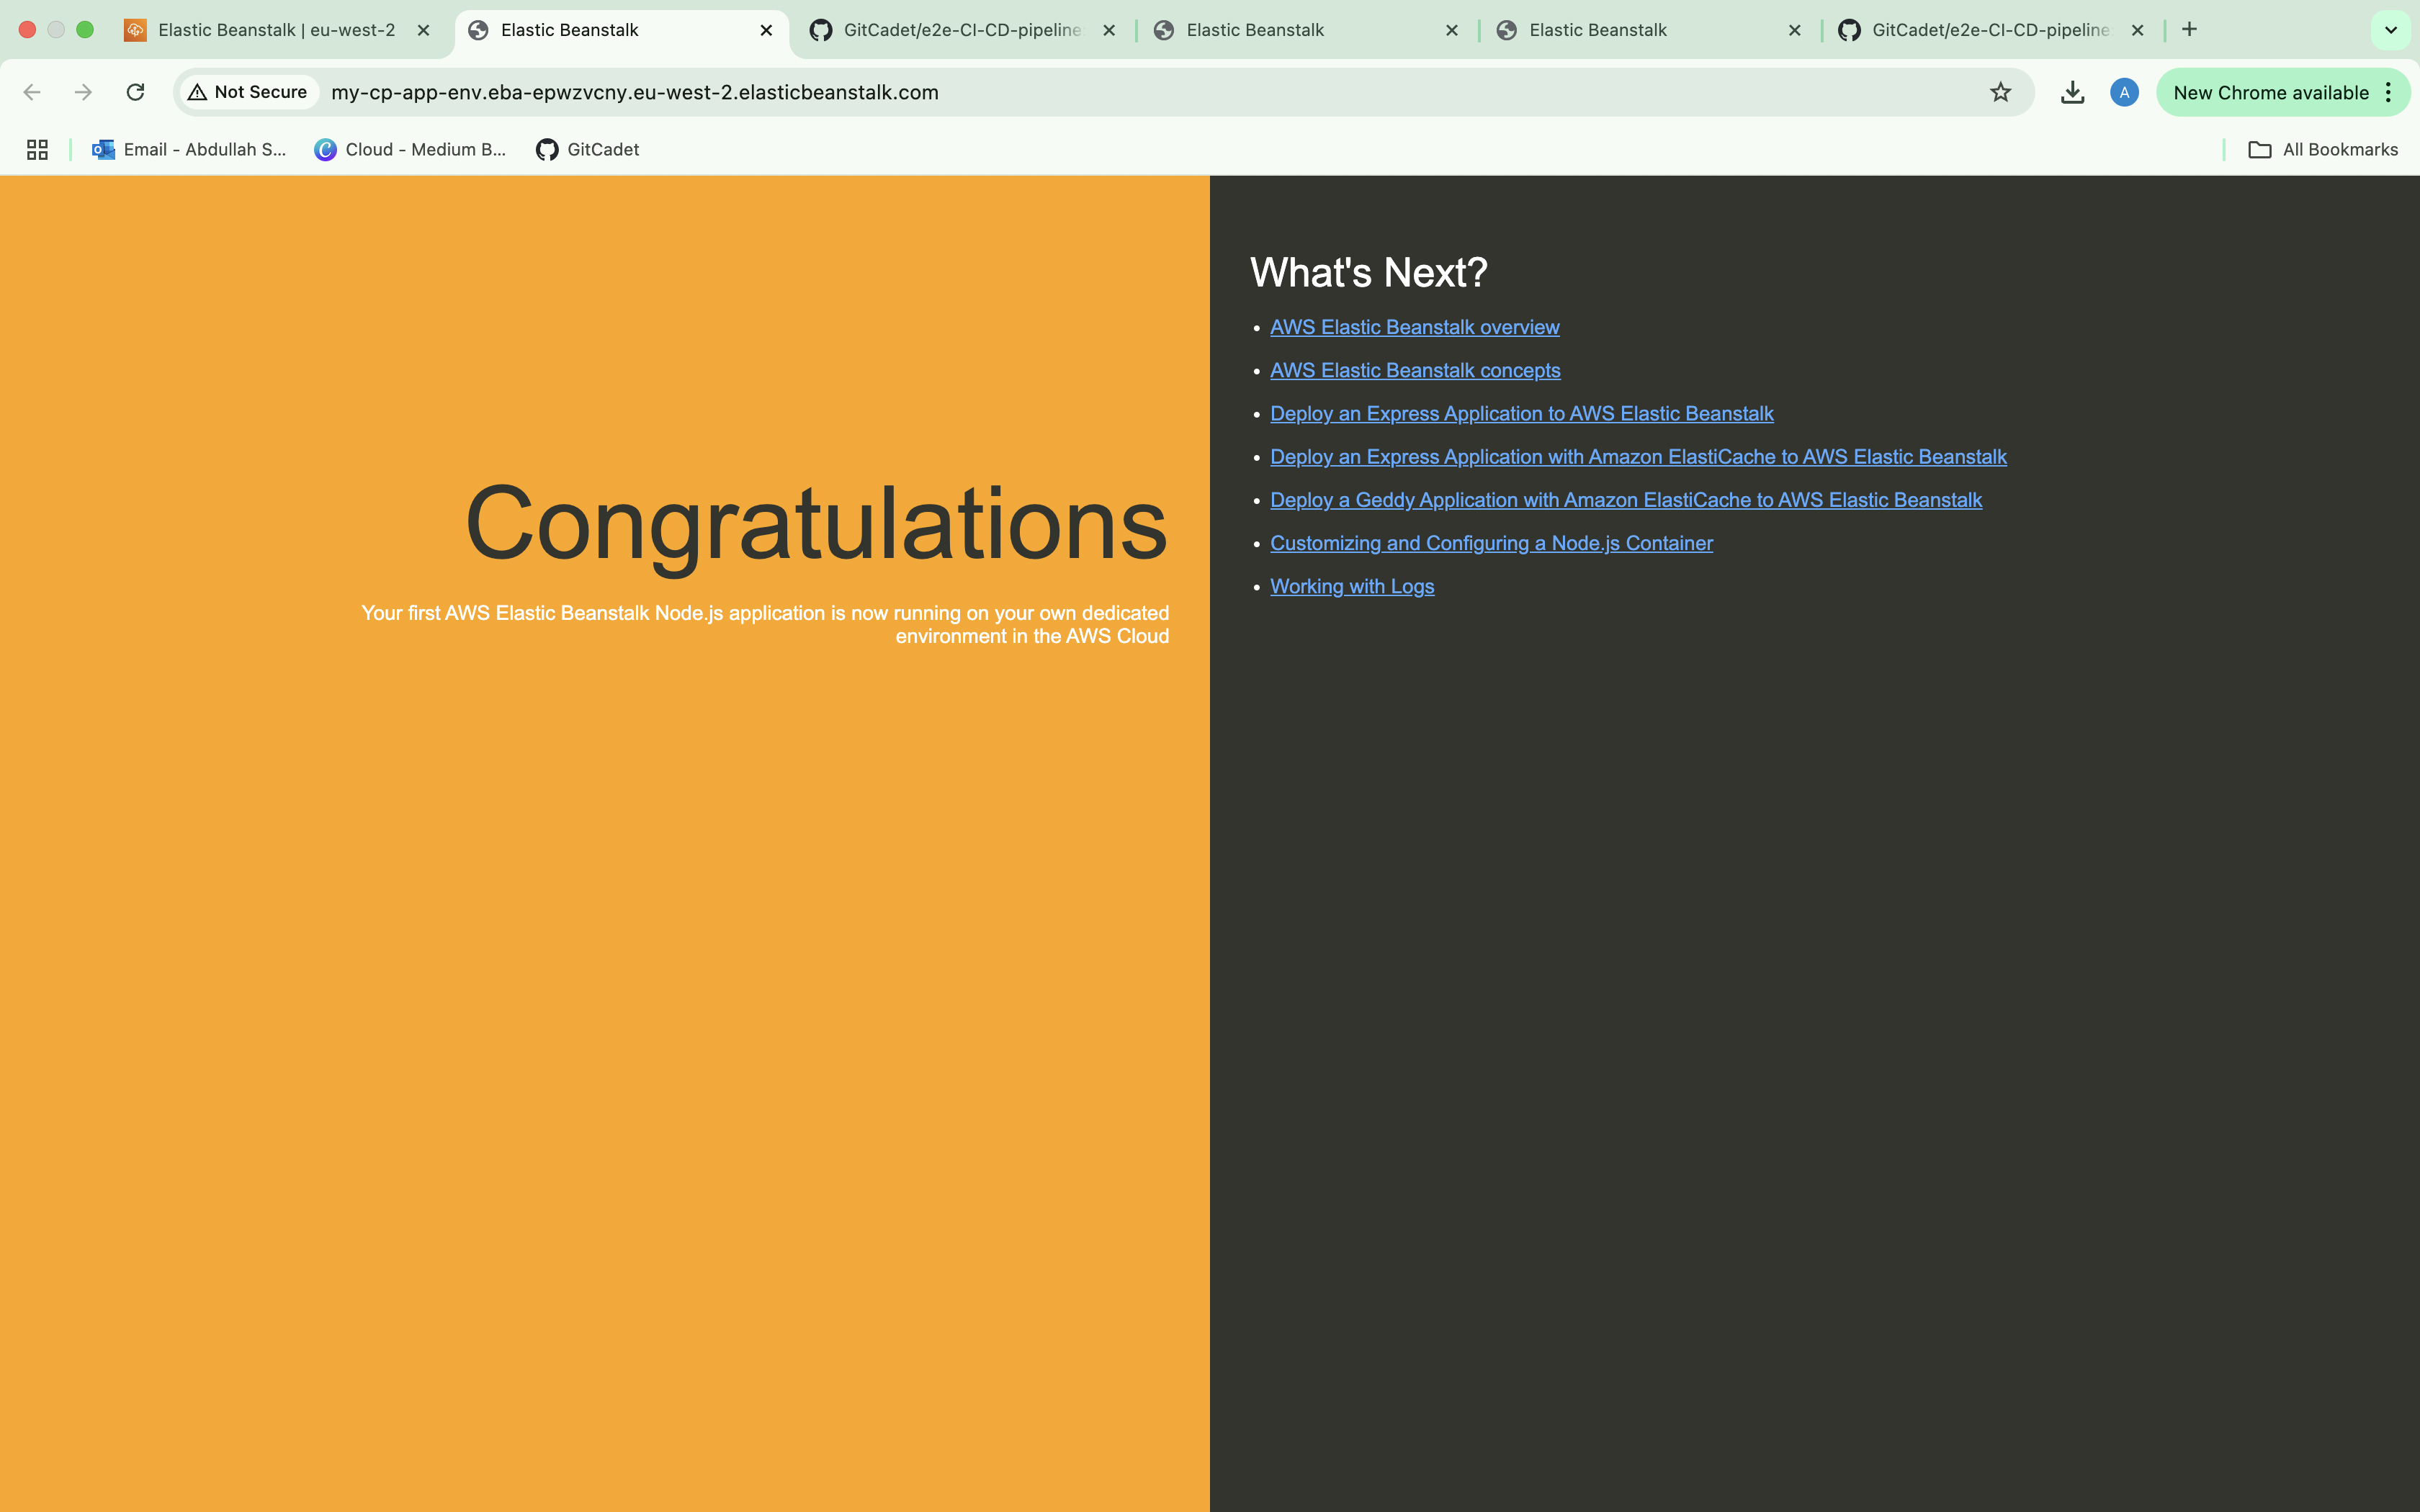 Elastic Beanstalk | eu-west-2
Elastic Beanstalk
GitCadet/e2e-CI-CD-pipeline
Elastic Beanstalk
Elastic Beanstalk
GitCadet/e2e-CI-CD-pipeline
Not Secure
my-cp-app-env.eba-epwzvcny.eu-west-2.elasticbeanstalk.com
A
New Chrome available
Email - Abdullah S...
Cloud - Medium B...
GitCadet
All Bookmarks
Congratulations
Your first AWS Elastic Beanstalk Node.js application is now running on your own dedicated
environment in the AWS Cloud
What's Next?
AWS Elastic Beanstalk overview
AWS Elastic Beanstalk concepts
Deploy an Express Application to AWS Elastic Beanstalk
Deploy an Express Application with Amazon ElastiCache to AWS Elastic Beanstalk
Deploy a Geddy Application with Amazon ElastiCache to AWS Elastic Beanstalk
Customizing and Configuring a Node.js Container
Working with Logs